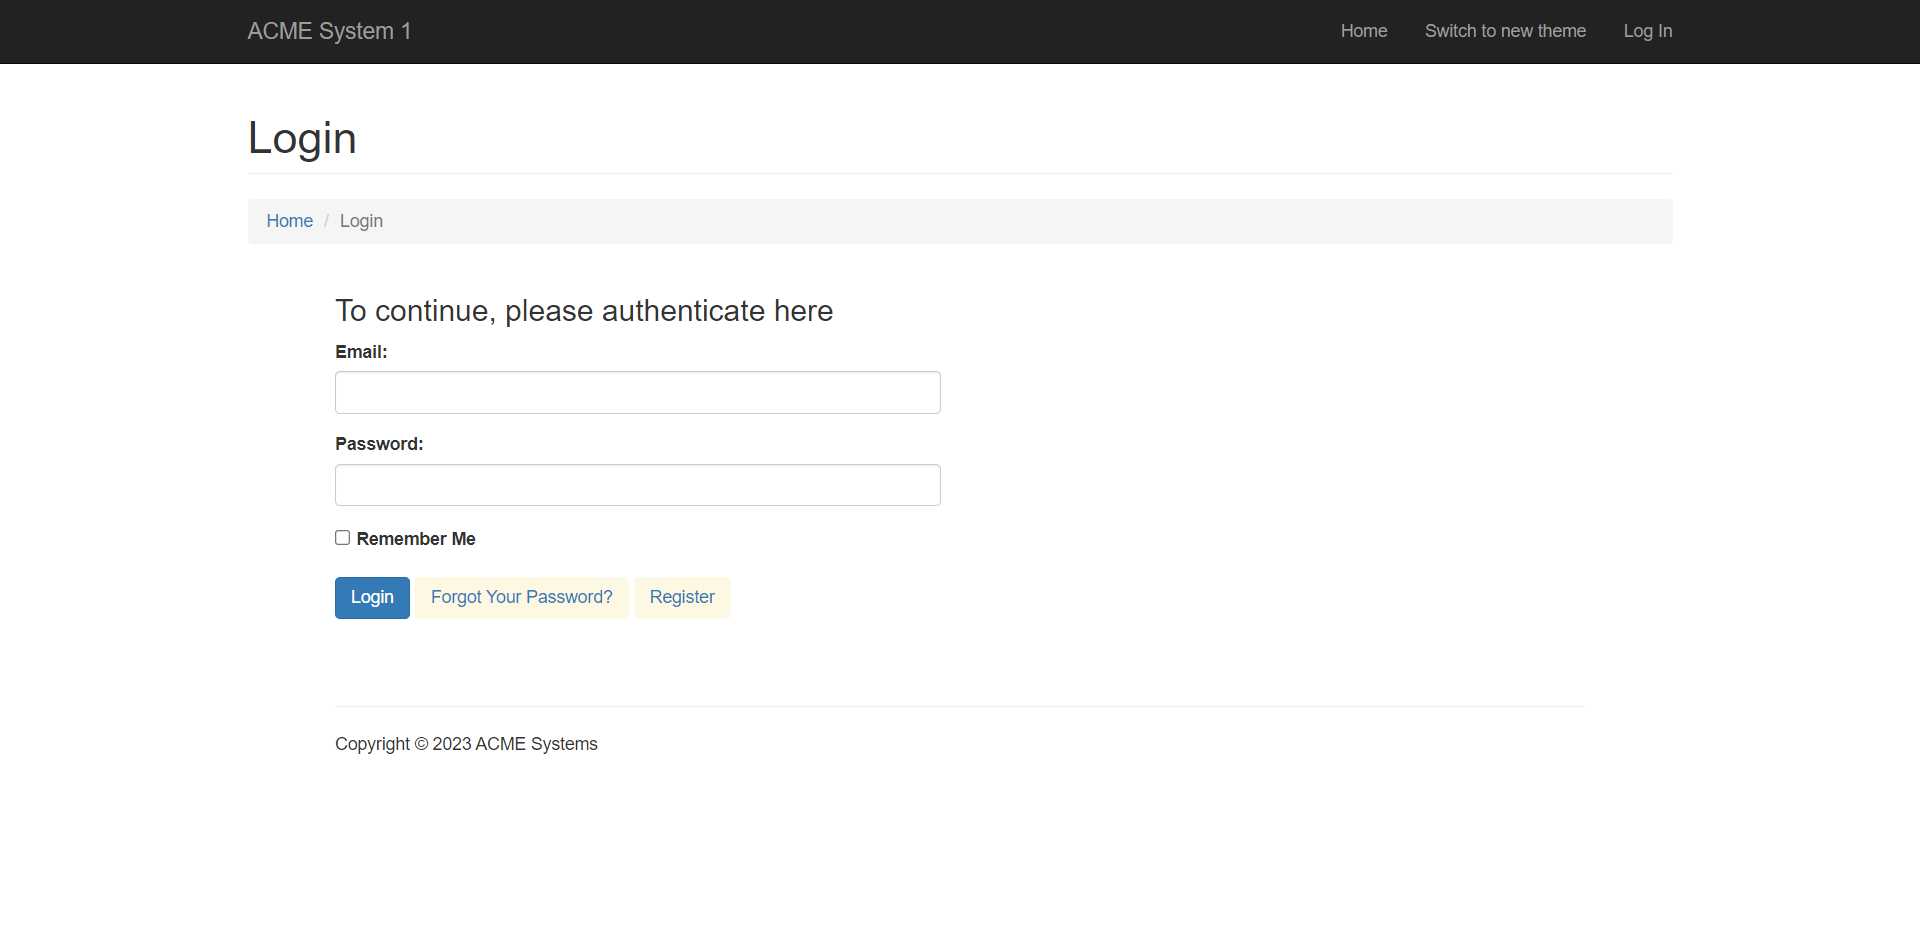 ACME System 1 Home Switch to new theme Log In
Login
Home / Login
To continue, please authenticate here
Email:
Password:
Remember Me
Login Forgot Your Password? Register
Copyright © 2023 ACME Systems